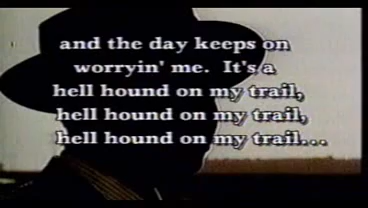 and the day keeps on
worryin' me.  It's a
hell hound on my trail,
hell hound on my trail,
hell hound on my trail...